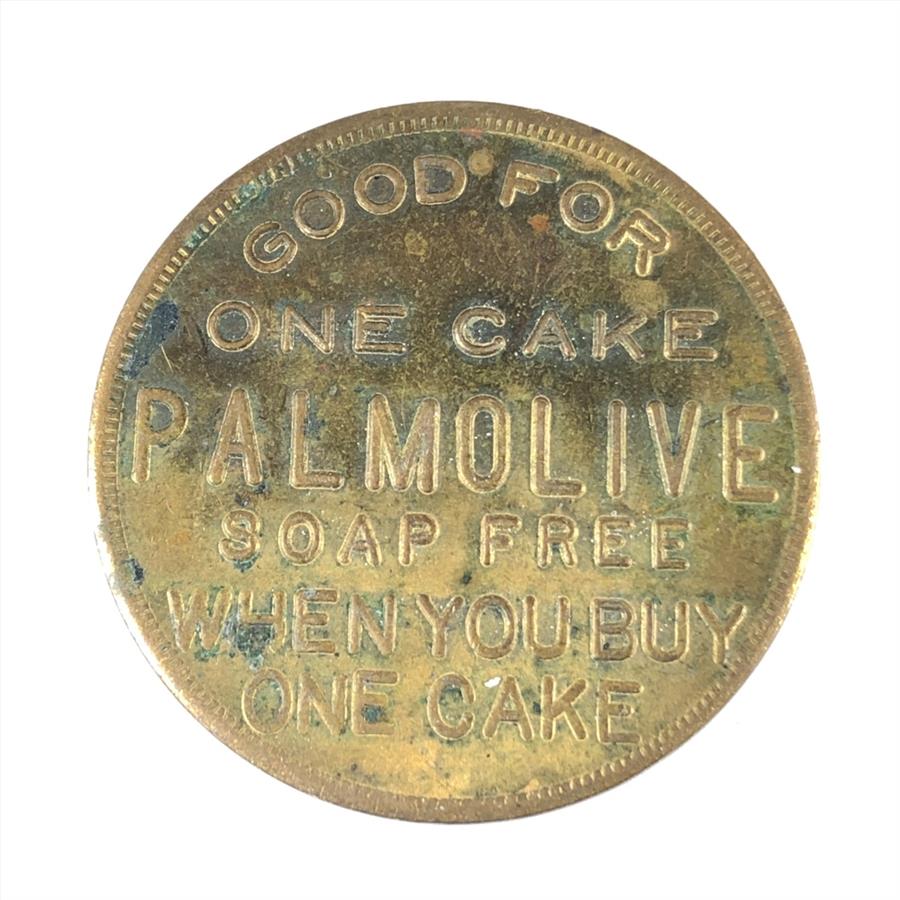 GOOD FOR
ONE CAKE
PALMOLIVE
SOAP FREE
WHEN YOU BUY
ONE CAKE